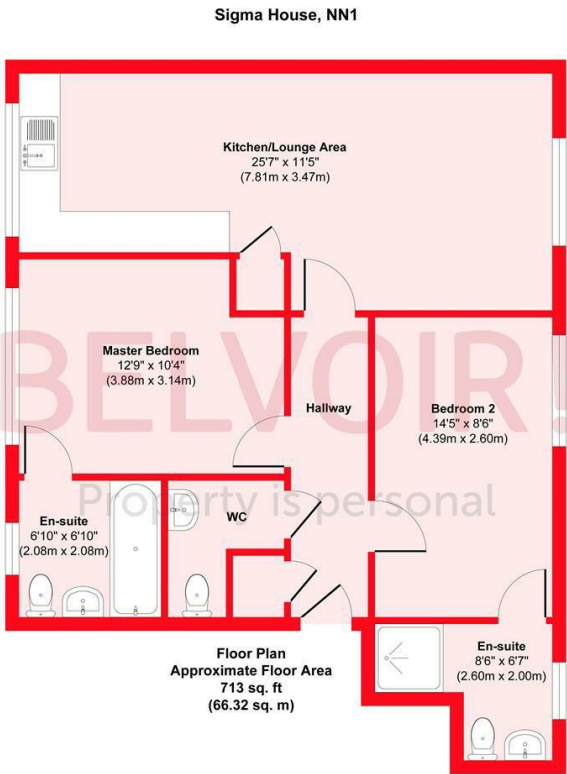 Sigma House, NN1
Kitchen/Lounge Area
25'7" x 11'5"
(7.81m x 3.47m)
Master Bedroom
12'9" x 10'4"
(3.88m x 3.14m)
BELVOIR!
Hallway
Bedroom 2
14'5" x 8'6"
(4.39m x 2.60m)
Property is personal
En-suite
6'10" x 6'10"
(2.08m x 2.08m)
WC
Floor Plan
Approximate Floor Area
713 sq. ft
(66.32 sq. m)
En-suite
8'6" x 6'7"
(2.60m x 2.00m)